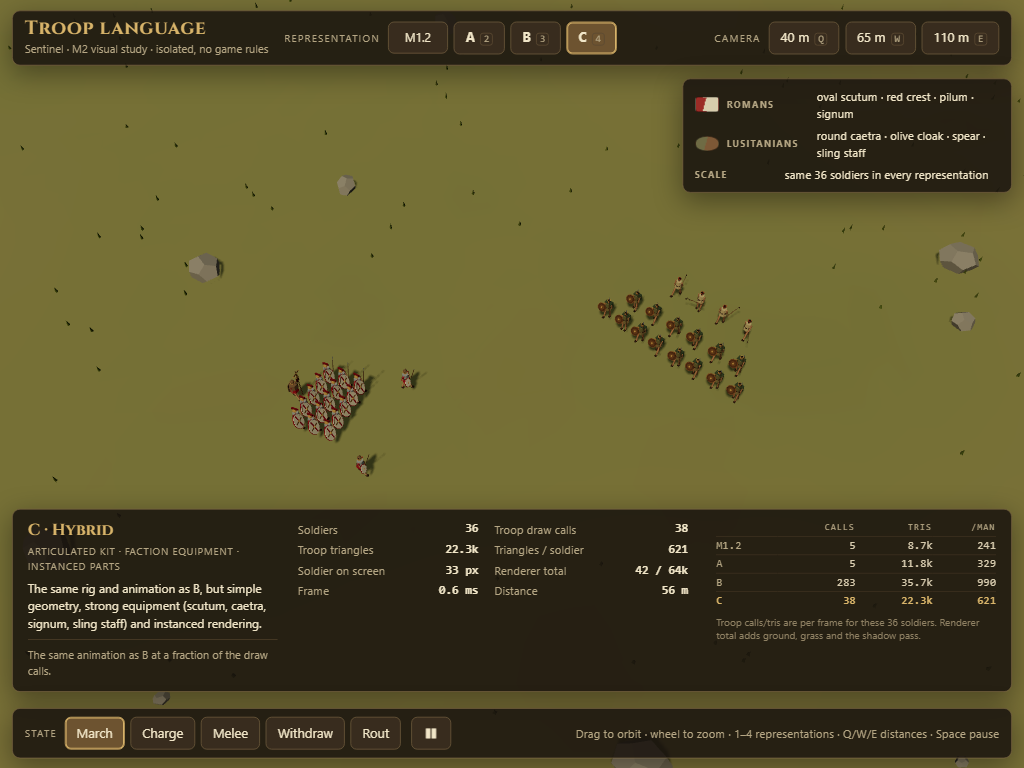 Troop language
Sentinel · M2 visual study · isolated, no game rules
REPRESENTATION
M1.2
A 2
B 3
C 4
CAMERA
40 m Q
65 m W
110 m E
ROMANS
oval scutum · red crest · pilum ·
signum
LUSITANIANS
round caetra · olive cloak · spear ·
sling staff
SCALE
same 36 soldiers in every representation
C · Hybrid
ARTICULATED KIT · FACTION EQUIPMENT ·
INSTANCED PARTS
The same rig and animation as B, but simple
geometry, strong equipment (scutum, caetra,
signum, sling staff) and instanced rendering.
The same animation as B at a fraction of the draw
calls.
Soldiers 36
Troop triangles 22.3k
Soldier on screen 33 px
Frame 0.6 ms
Troop draw calls 38
Triangles / soldier 621
Renderer total 42 / 64k
Distance 56 m
CALLS TRIS /MAN
M1.2 5 8.7k 241
A 5 11.8k 329
B 283 35.7k 990
C 38 22.3k 621
Troop calls/tris are per frame for these 36 soldiers. Renderer
total adds ground, grass and the shadow pass.
STATE
March
Charge
Melee
Withdraw
Rout
Drag to orbit · wheel to zoom · 1–4 representations · Q/W/E distances · Space pause